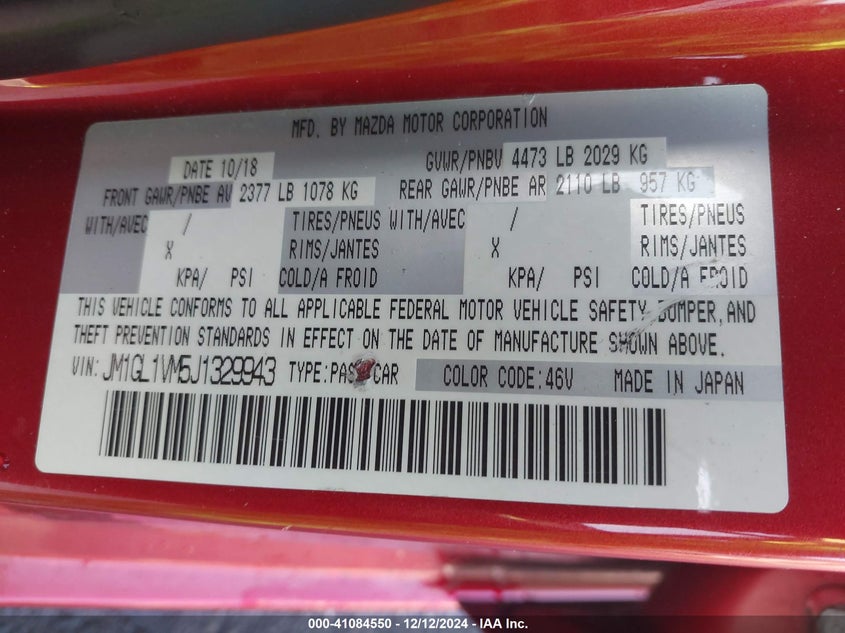 MFD. BY MAZDA MOTOR CORPORATION
DATE 10/18 GVWR/PNBV 4473 LB 2029 KG
FRONT GAWR/PNBE AV 2377 LB 1078 KG REAR GAWR/PNBE AR 2110 LB 957 KG
WITH/AVEC / TIRES/PNEUS WITH/AVEC / TIRES/PNEUS
X RIMS/JANTES X RIMS/JANTES
KPA/ PSI COLD/A FROID KPA/ PSI COLD/A FROID
THIS VEHICLE CONFORMS TO ALL APPLICABLE FEDERAL MOTOR VEHICLE SAFETY, BUMPER, AND
THEFT PREVENTION STANDARDS IN EFFECT ON THE DATE OF MANUFACTURE SHOWN ABOVE.
VIN: JM1GL1VM5J1329943 TYPE:PASS CAR COLOR CODE:46V MADE IN JAPAN
000-41084550 - 12/12/2024 - IAA Inc.